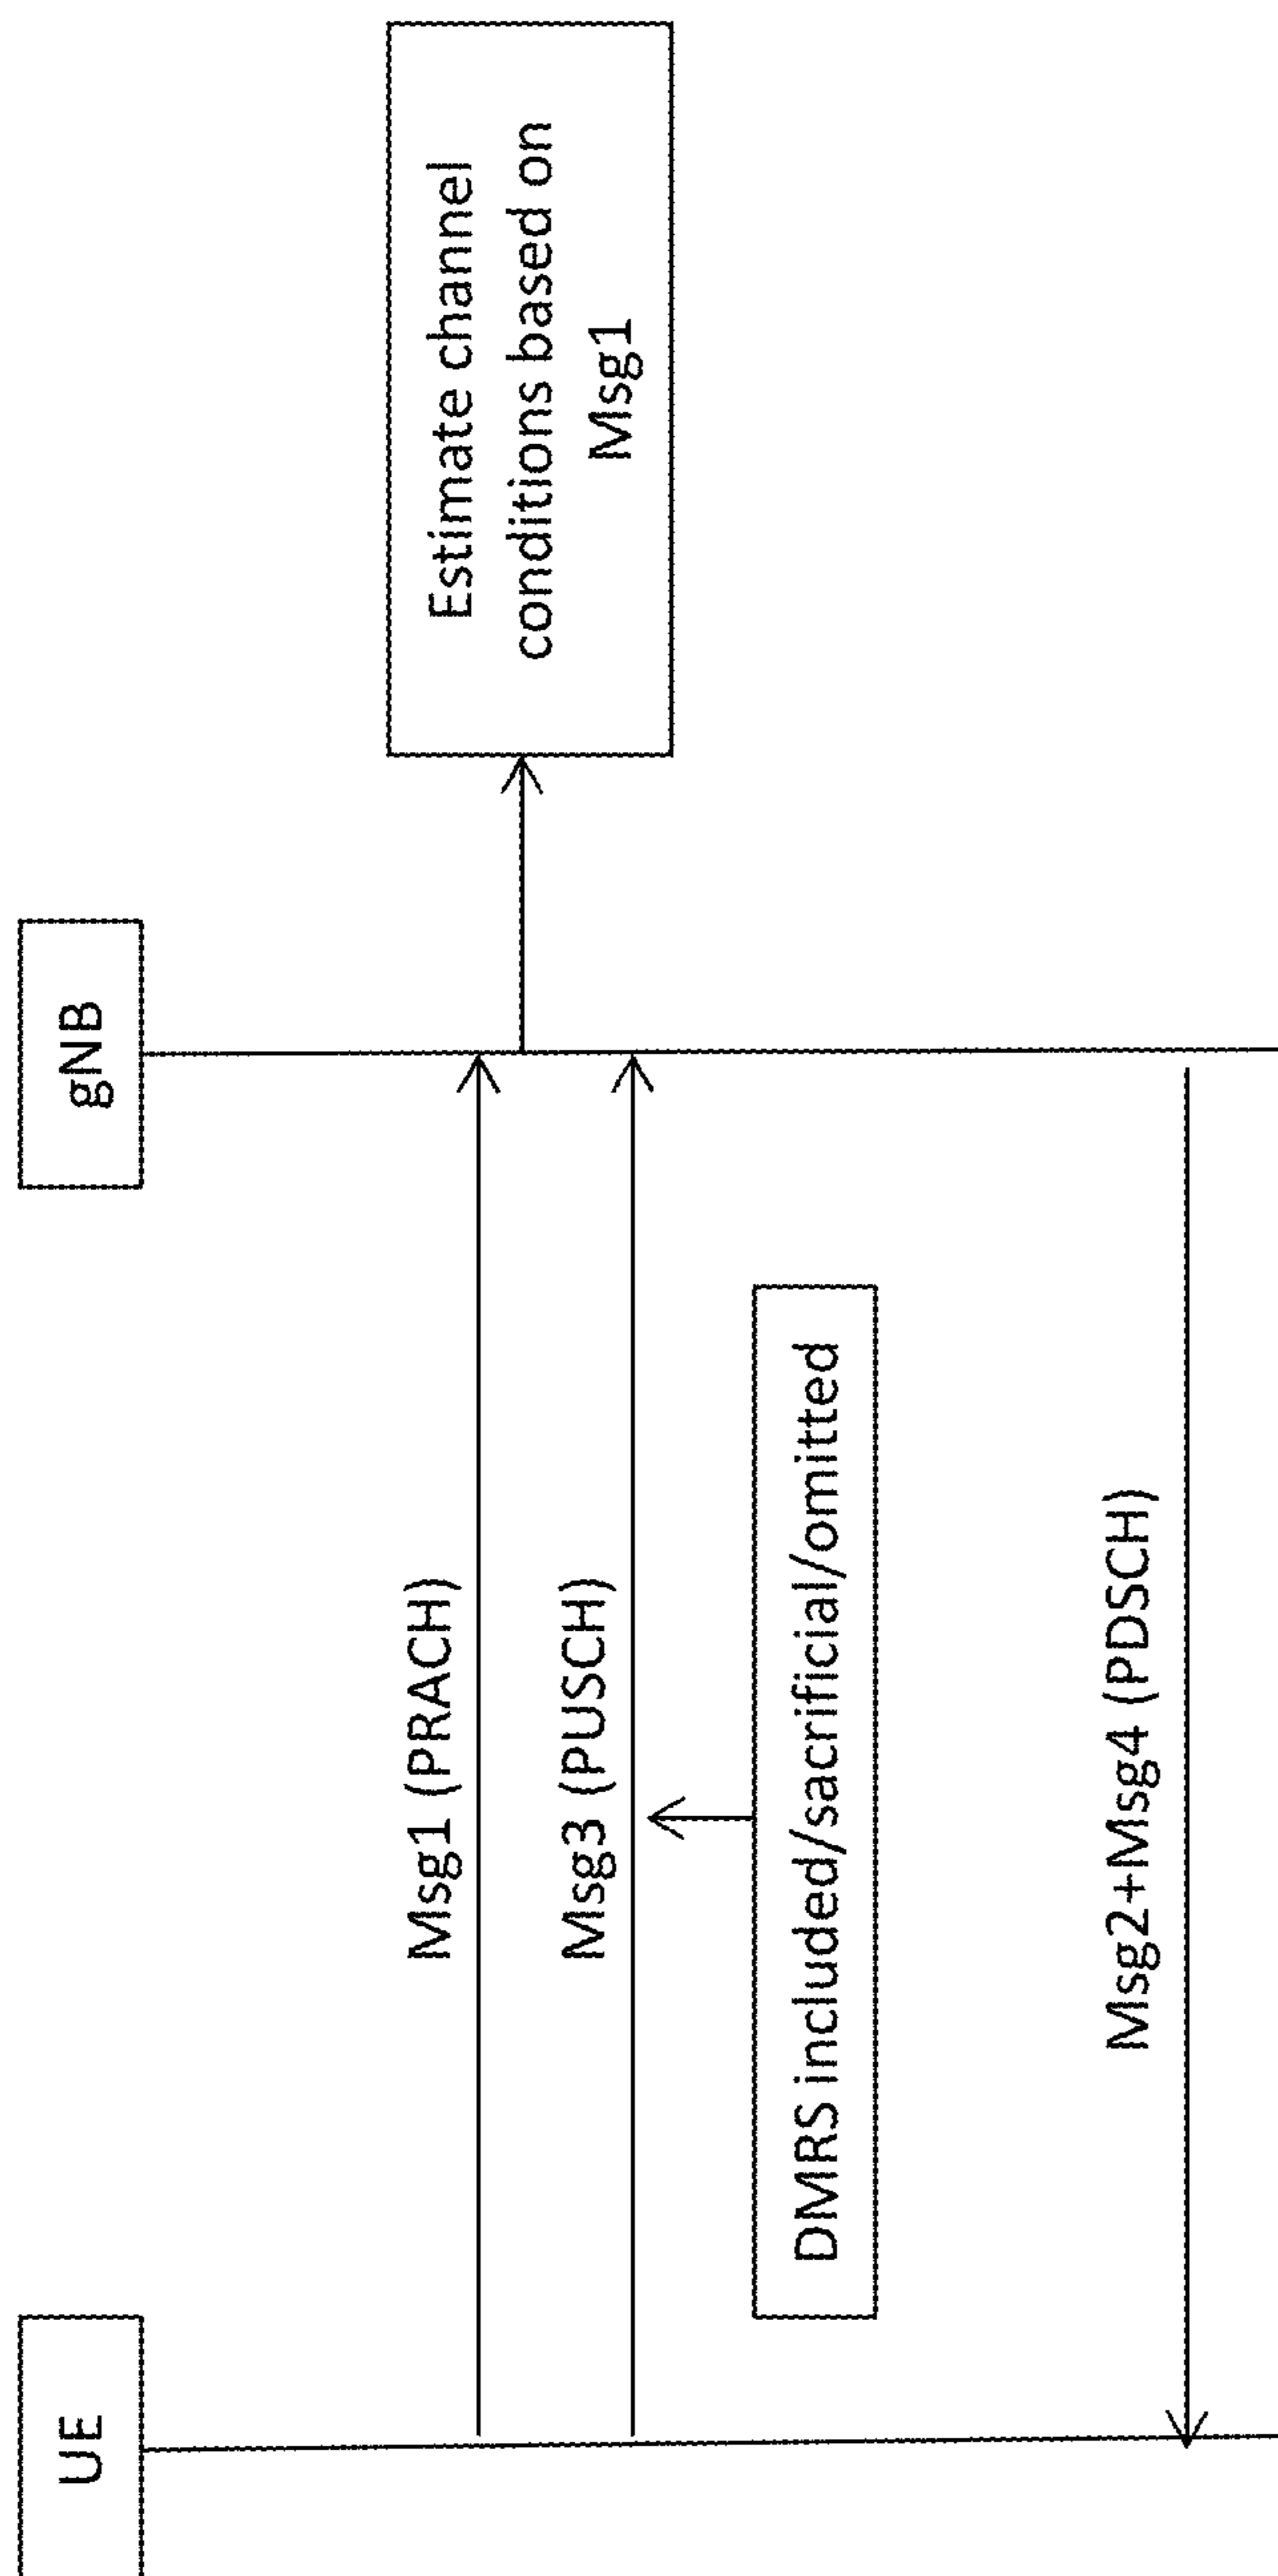 UE
gNB
Msg1 (PRACH)
Estimate channel
conditions based on
Msg1
Msg3 (PUSCH)
DMRS included/sacrificial/omitted
Msg2+Msg4 (PDSCH)